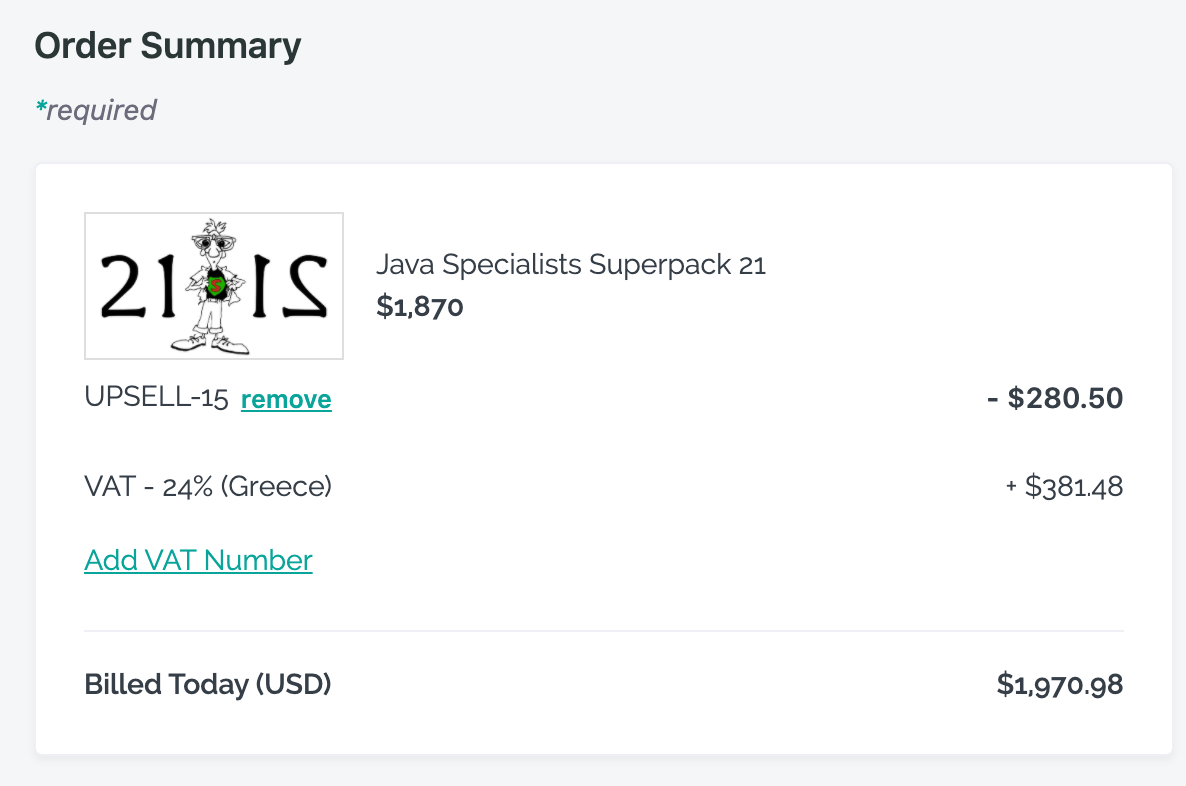 Order Summary
*required
21 S 21
Java Specialists Superpack 21
$1,870
UPSELL-15 remove - $280.50
VAT - 24% (Greece) + $381.48
Add VAT Number
Billed Today (USD) $1,970.98